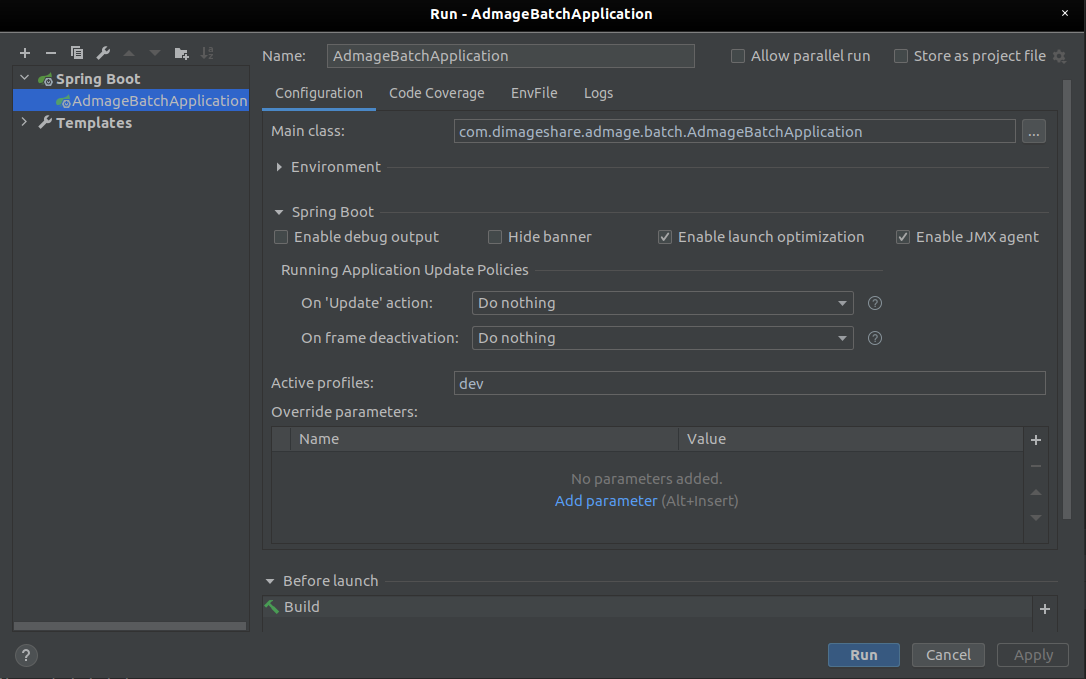 Run - AdmageBatchApplication
Name: AdmageBatchApplication Allow parallel run Store as project file
Spring Boot
AdmageBatchApplication
Templates
Configuration Code Coverage EnvFile Logs
Main class: com.dimageshare.admage.batch.AdmageBatchApplication ...
Environment
Spring Boot
Enable debug output Hide banner Enable launch optimization Enable JMX agent
Running Application Update Policies
On 'Update' action: Do nothing ?
On frame deactivation: Do nothing ?
Active profiles: dev
Override parameters:
Name Value
No parameters added.
Add parameter (Alt+Insert)
Before launch
Build
? Run Cancel Apply